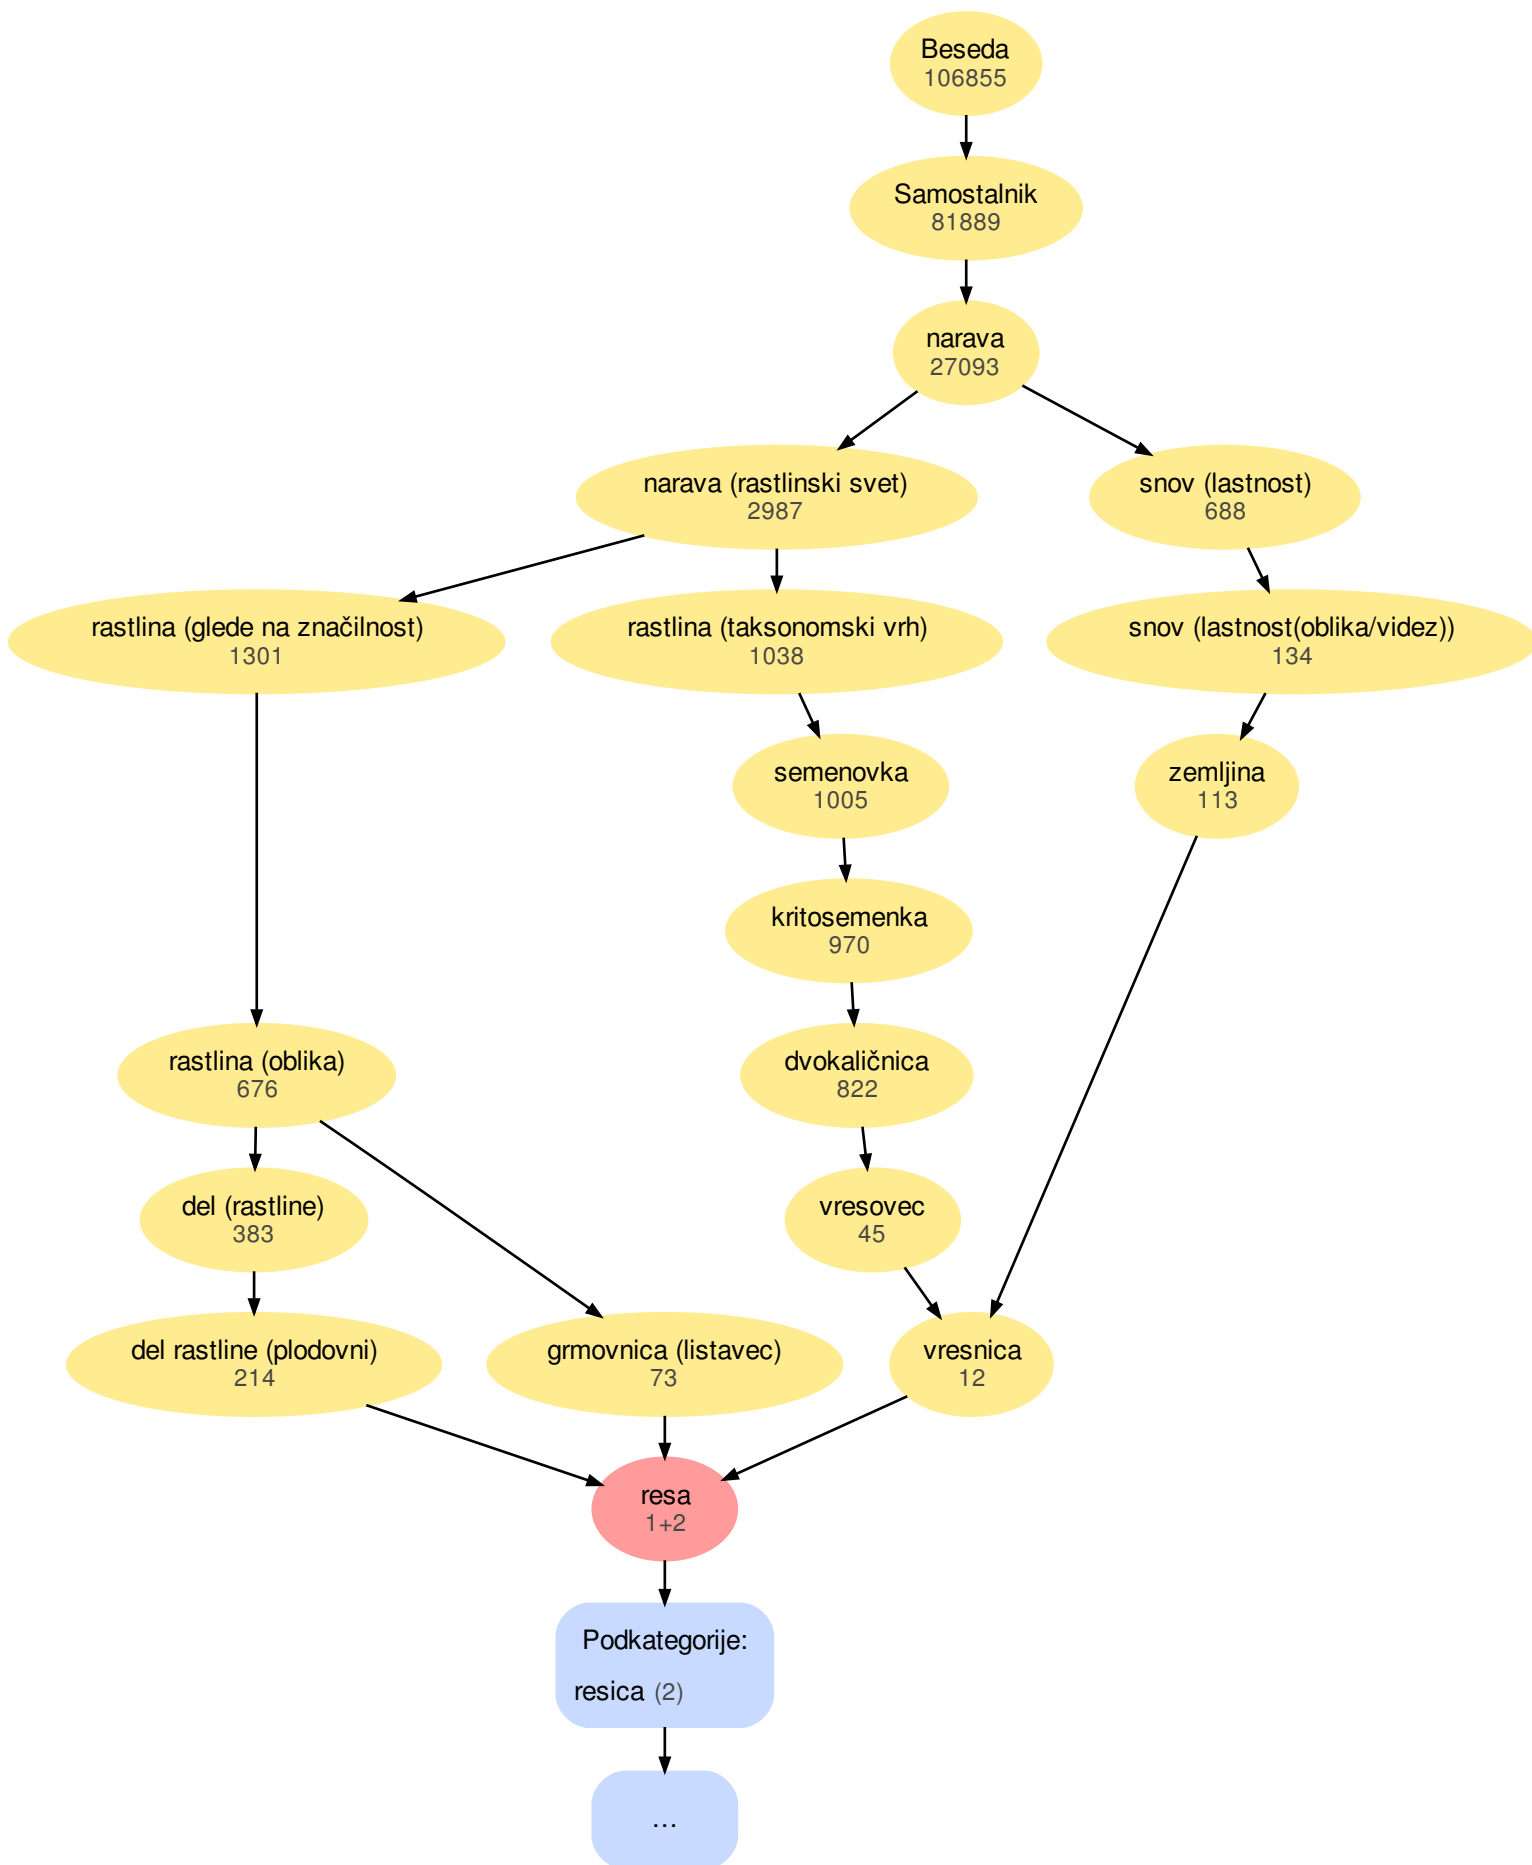 Beseda
106855
Samostalnik
81889
narava
27093
narava (rastlinski svet)
2987
snov (lastnost)
688
rastlina (glede na značilnost)
1301
rastlina (taksonomski vrh)
1038
snov (lastnost(oblika/videz))
134
semenovka
1005
zemljina
113
kritosemenka
970
rastlina (oblika)
676
dvokaličnica
822
del (rastline)
383
vresovec
45
del rastline (plodovni)
214
grmovnica (listavec)
73
vresnica
12
resa
1+2
Podkategorije:
resica (2)
...